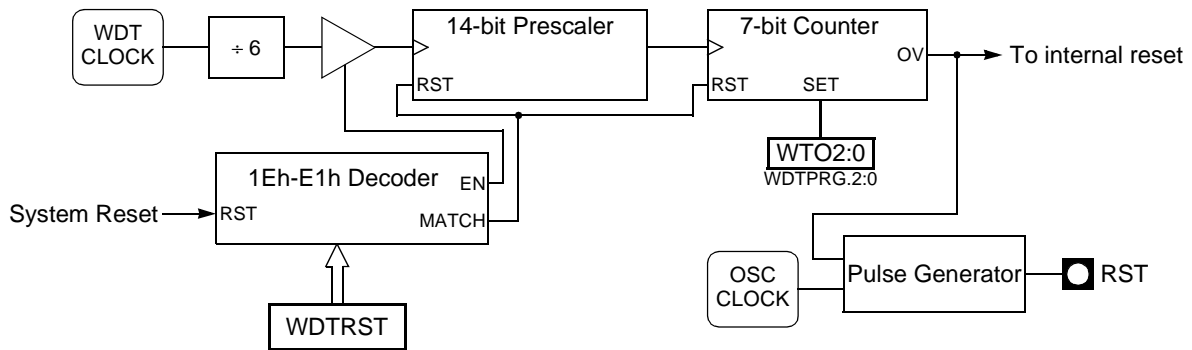 WDT
CLOCK
÷ 6
14-bit Prescaler
RST
7-bit Counter
OV
RST
SET
To internal reset
WTO2:0
WDTPRG.2:0
1Eh-E1h Decoder
EN
System Reset
RST
MATCH
WDTRST
OSC
CLOCK
Pulse Generator
RST